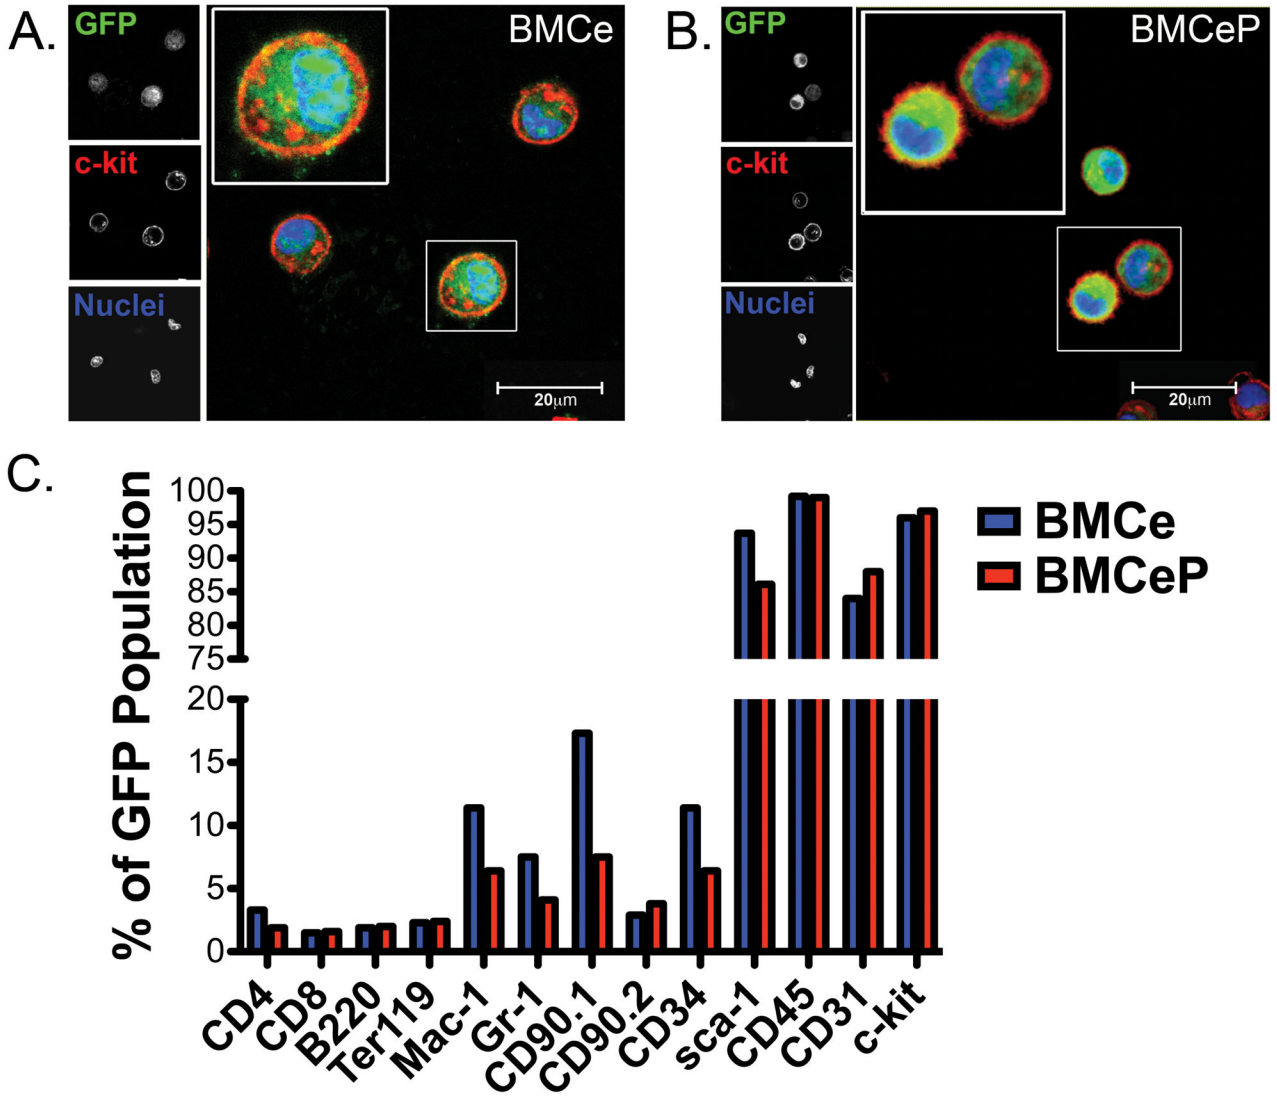 A.
GFP
c-kit
Nuclei
BMCe
20µm
B.
GFP
c-kit
Nuclei
BMCeP
20µm
C.
% of GFP Population
100
95
90
85
80
75
20
15
10
5
0
CD4
CD8
B220
Ter119
Mac-1
Gr-1
CD90.1
CD90.2
CD34
sca-1
CD45
CD31
c-kit
BMCe
BMCeP